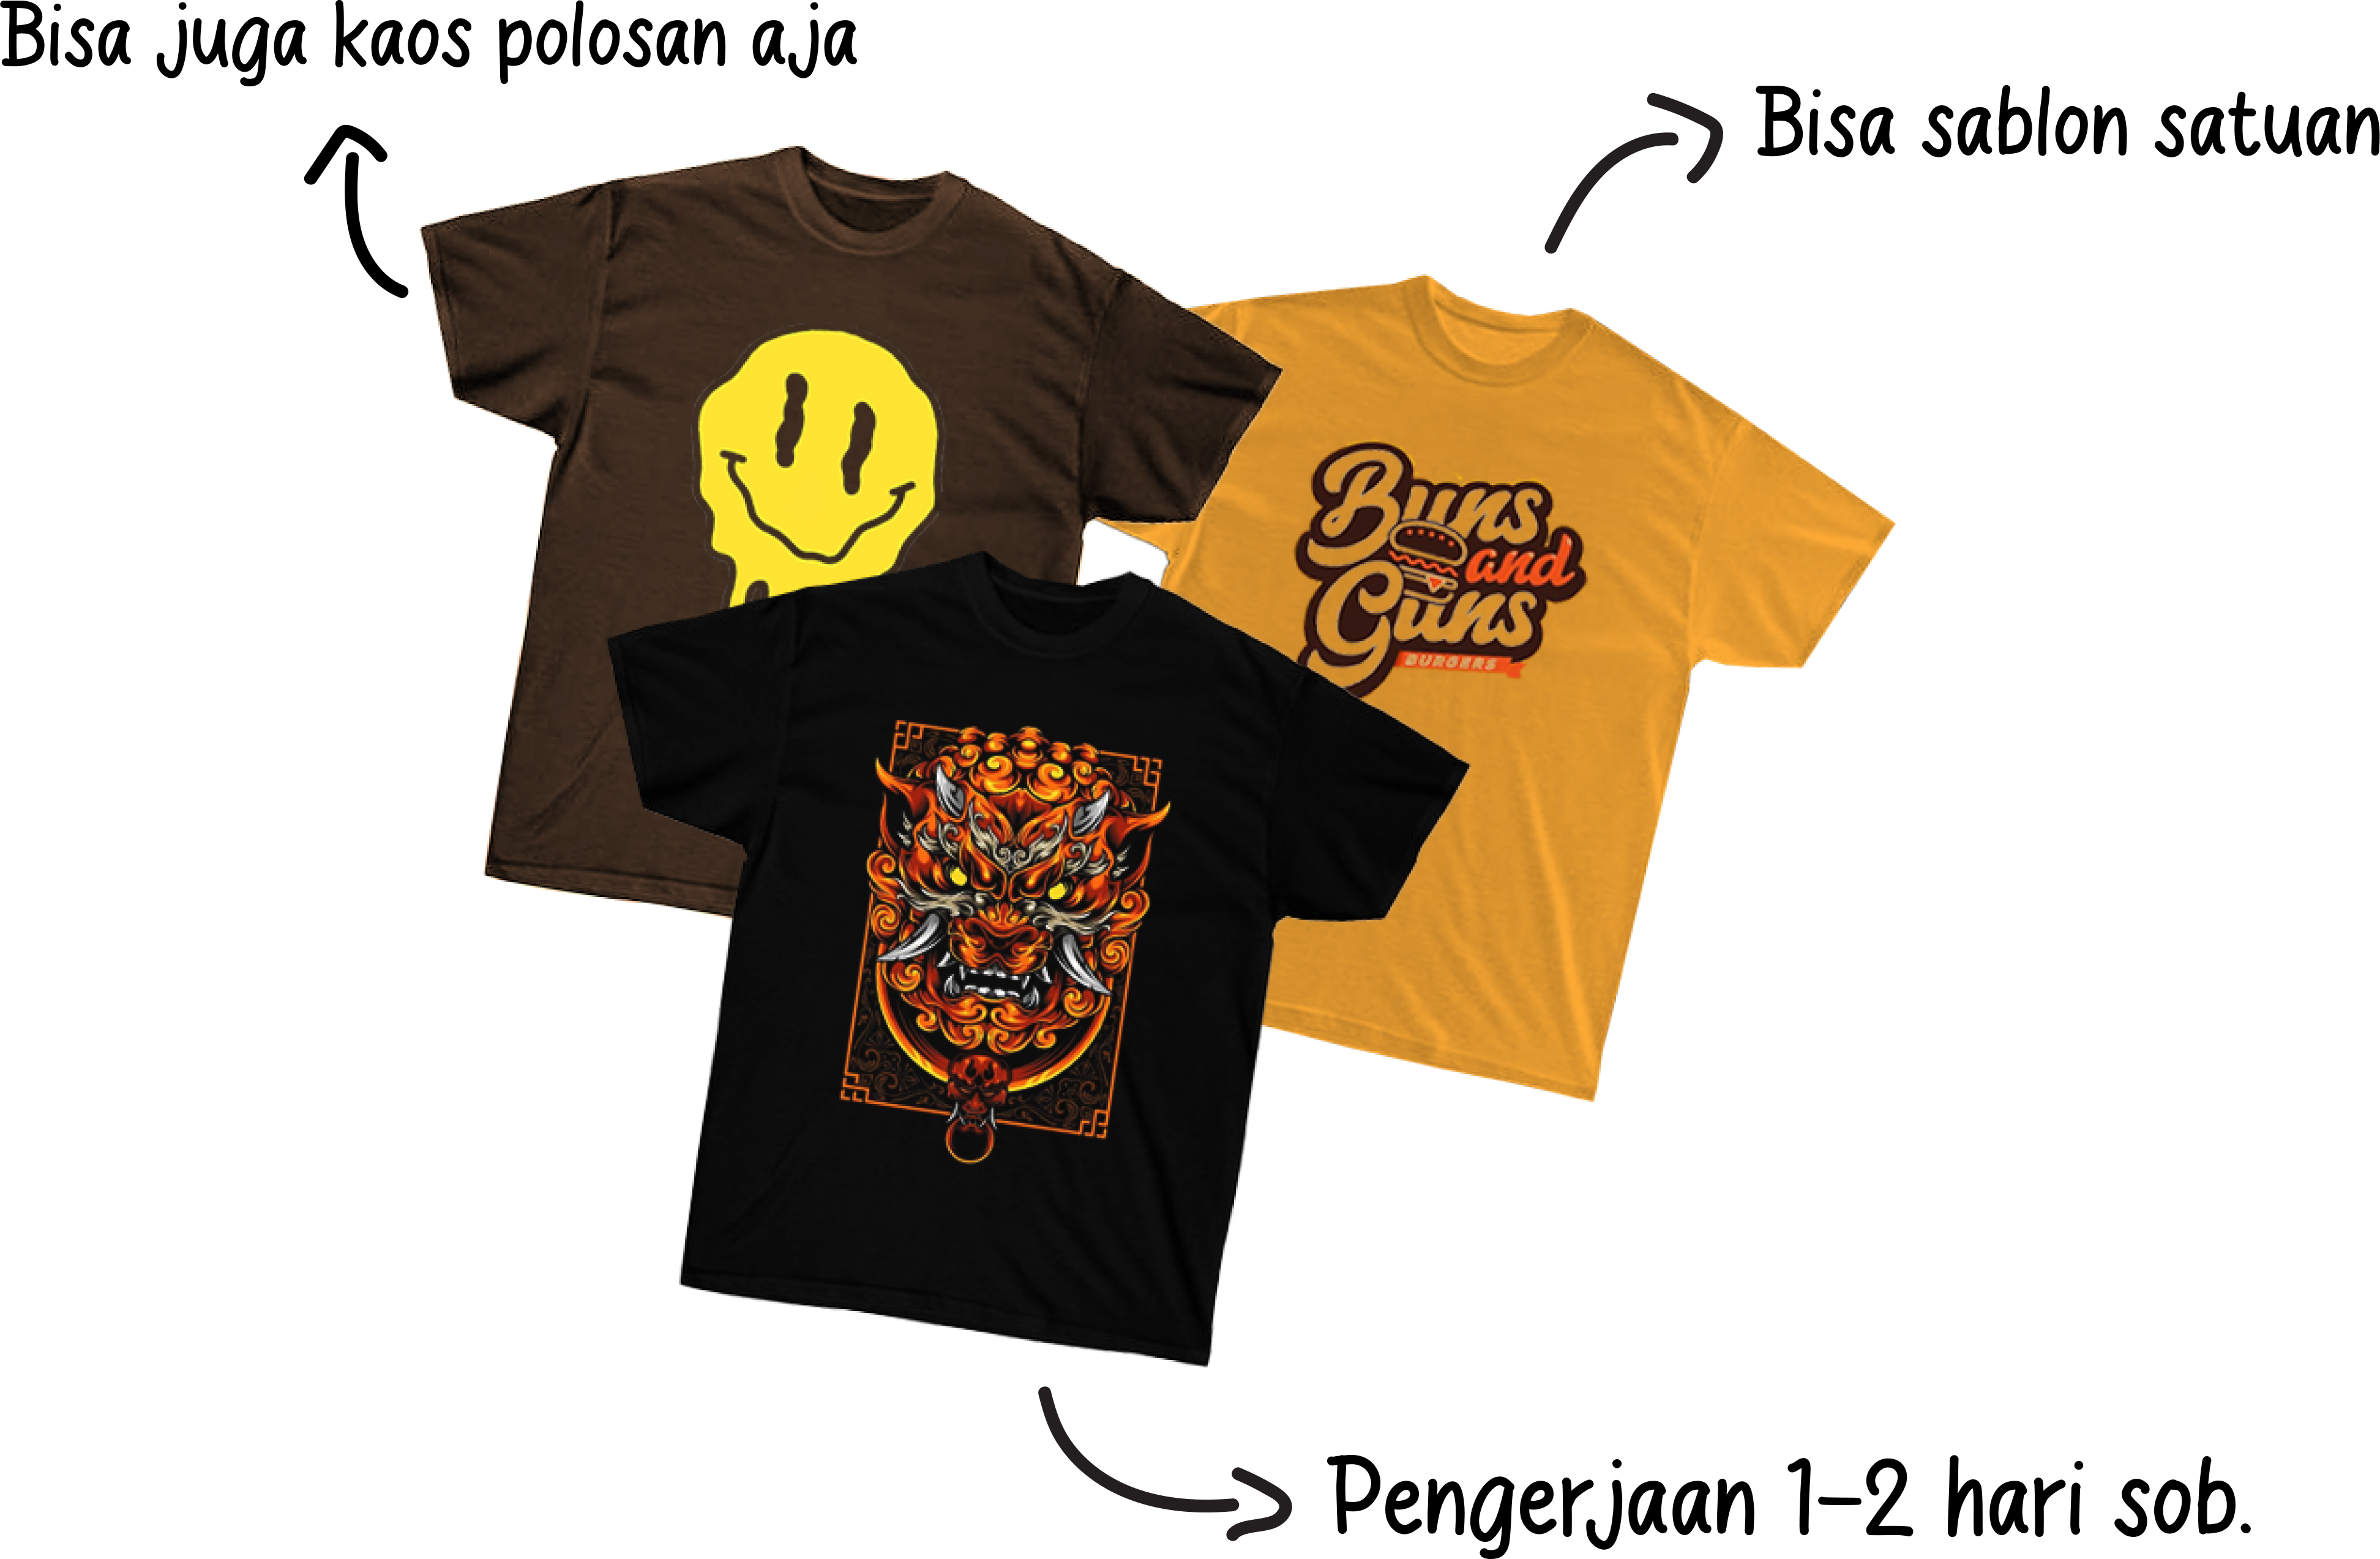 Bisa juga kaos polosan aja
Bisa sablon satuan
Buns
and
Guns
BURGERS
Pengerjaan 1-2 hari sob.